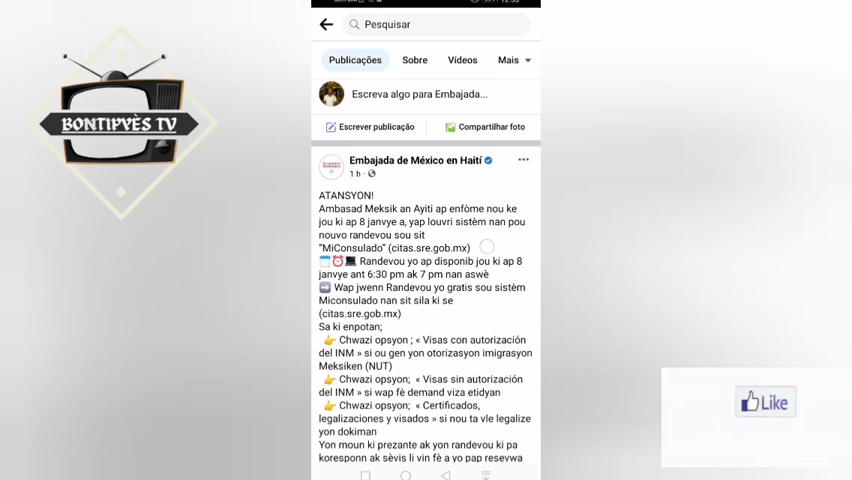 Pesquisar
Publicações Sobre Vídeos Mais
BONTIPYÈS TV
Escreva algo para Embajada...
Escrever publicação Compartilhar foto
Embajada de México en Haití
1 h ·
ATANSYON!
Ambasad Meksik an Ayiti ap enfòme nou ke
jou ki ap 8 janvye a, yap louvri sistèm nan pou
nouvo randevou sou sit
"MiConsulado" (citas.sre.gob.mx)
🗓️⏰💻 Randevou yo ap disponib jou ki ap 8
janvye ant 6:30 pm ak 7 pm nan aswè
➡️ Wap jwenn Randevou yo gratis sou sistèm
Miconsulado nan sit sila ki se
(citas.sre.gob.mx)
Sa ki enpotan;
👉 Chwazi opsyon ; « Visas con autorización
del INM » si ou gen yon otorizasyon imigrasyon
Meksiken (NUT)
👉 Chwazi opsyon; « Visas sin autorización
del INM » si wap fè demand viza etidyan
👉 Chwazi opsyon; « Certificados,
legalizaciones y visados » si nou ta vle legalize
yon dokiman
Yon moun ki prezante ak yon randevou ki pa
koresponn ak sèvis li vin fè a yo pap resevwa
Like